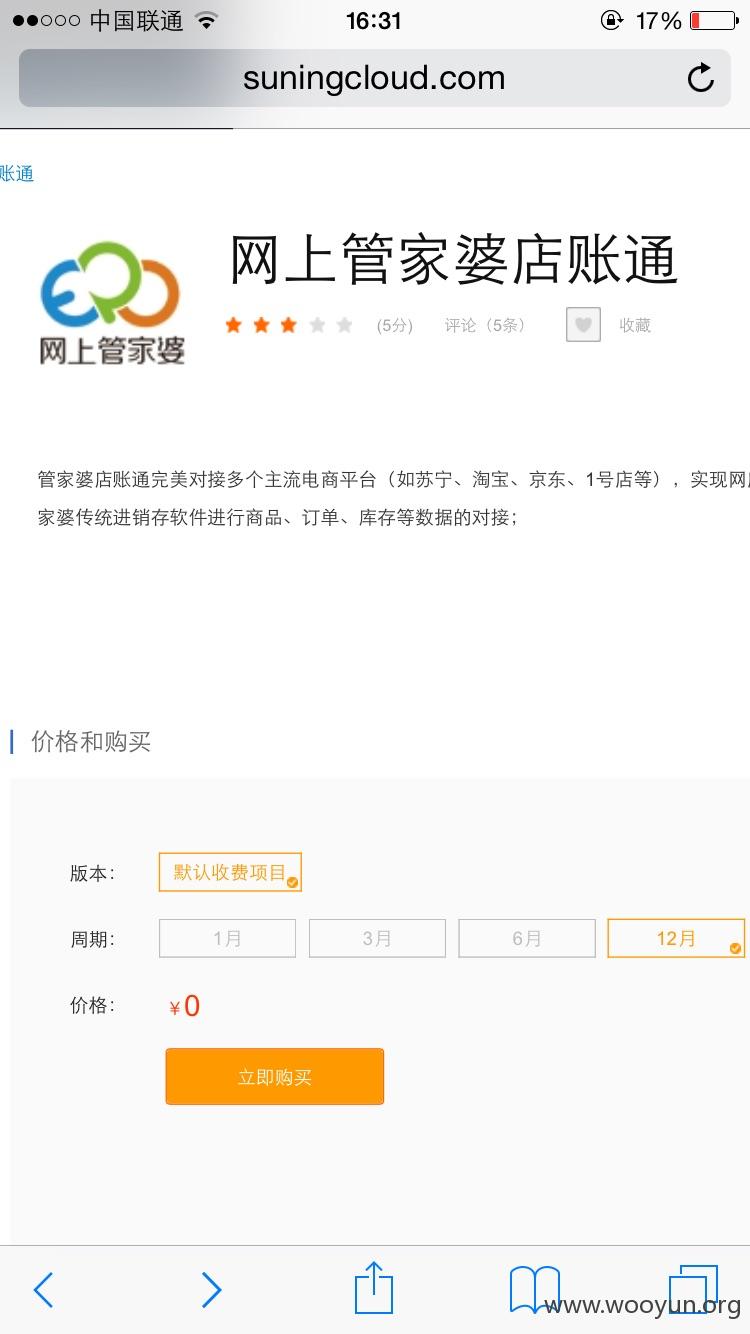 中国联通 16:31 17%
suningcloud.com
账通
网上管家婆店账通
网上管家婆
(5分) 评论（5条） 收藏
管家婆店账通完美对接多个主流电商平台（如苏宁、淘宝、京东、1号店等），实现网
家婆传统进销存软件进行商品、订单、库存等数据的对接；
价格和购买
版本： 默认收费项目
周期： 1月 3月 6月 12月
价格： ¥0
立即购买
www.wooyun.org